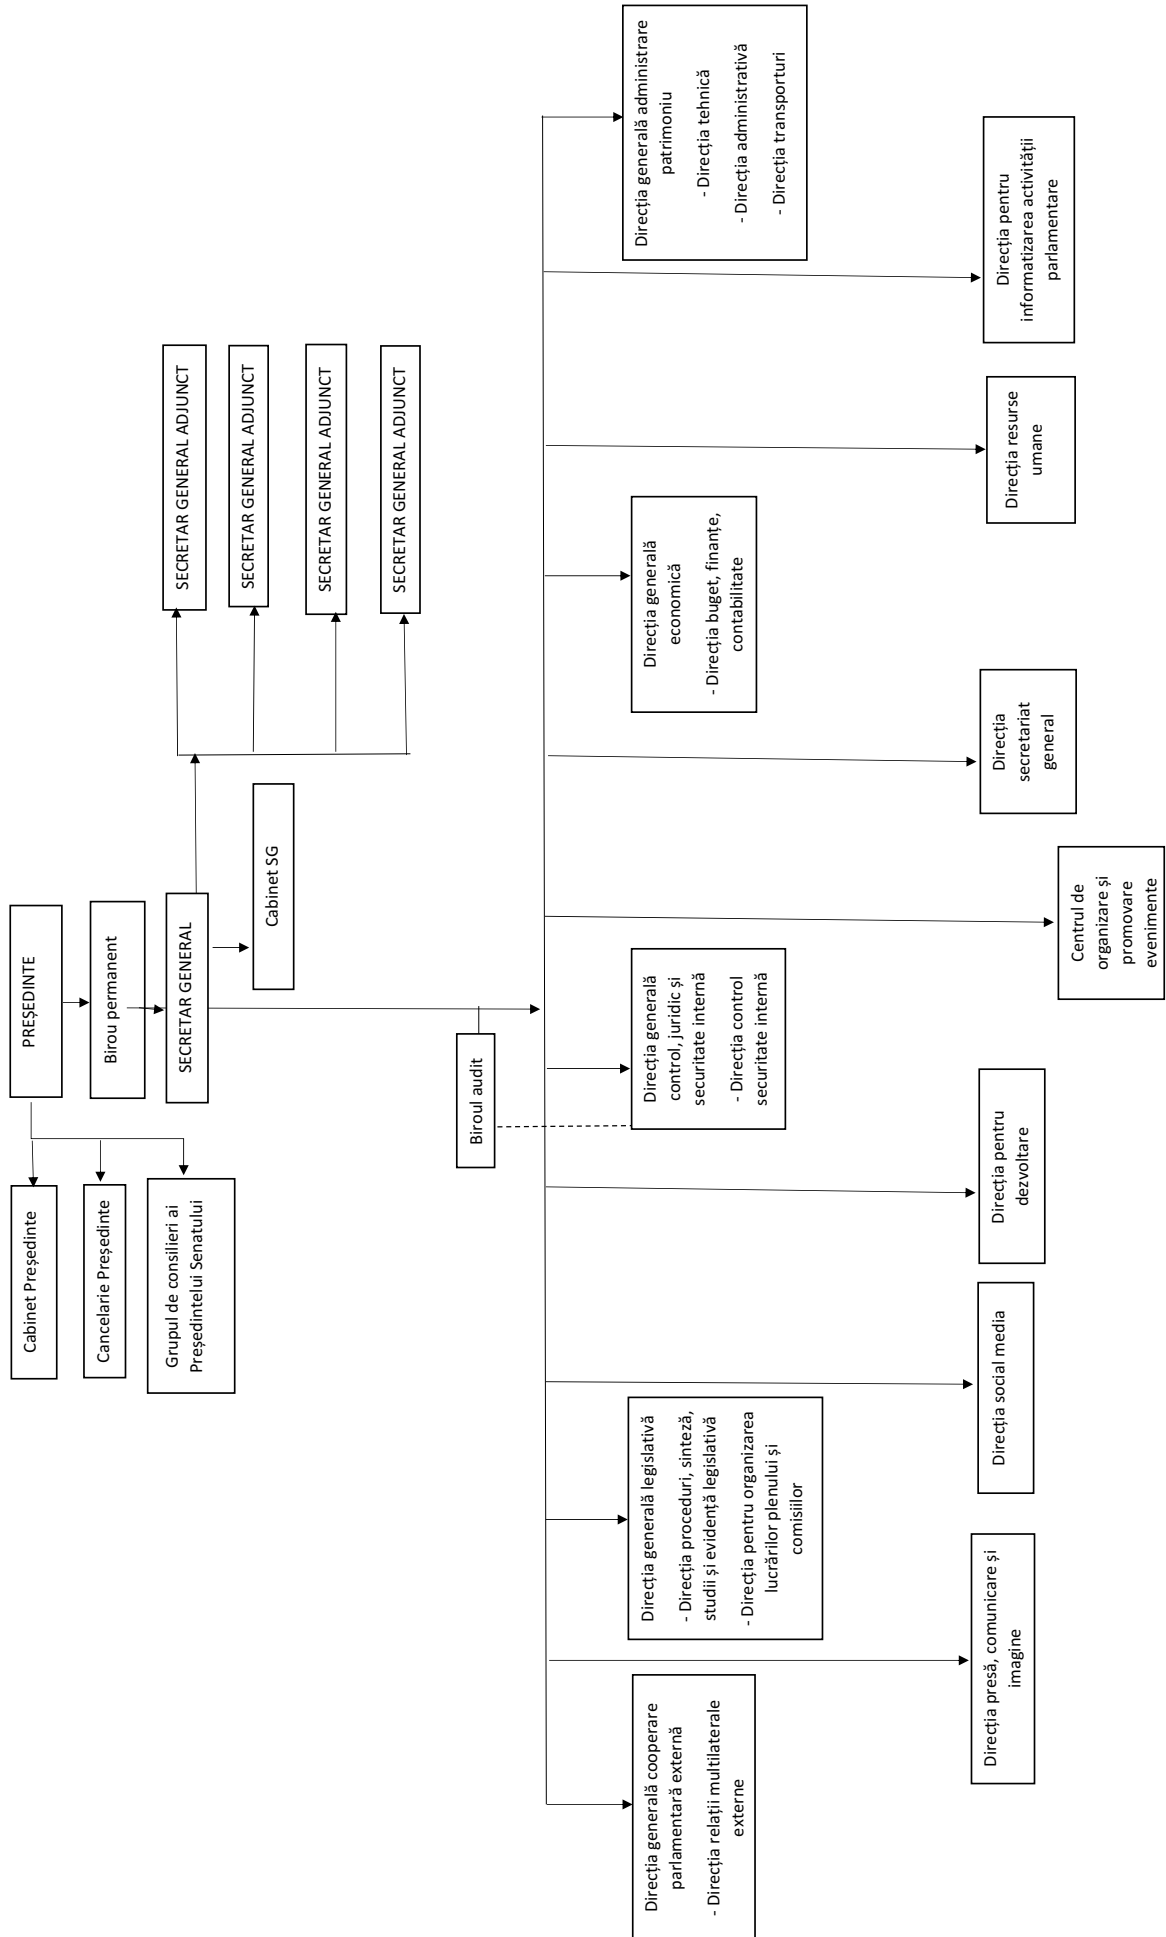 PREȘEDINTE
Birou permanent
SECRETAR GENERAL
Cabinet SG
Cabinet Președinte
Cancelarie Președinte
Grupul de consilieri ai
Președintelui Senatului
SECRETAR GENERAL ADJUNCT
SECRETAR GENERAL ADJUNCT
SECRETAR GENERAL ADJUNCT
SECRETAR GENERAL ADJUNCT
Biroul audit
Direcția generală cooperare
parlamentară externă
- Direcția relații multilaterale
externe
Direcția generală legislativă
- Direcția proceduri, sinteză,
studii și evidență legislativă
- Direcția pentru organizarea
lucrărilor plenului și
comisiilor
Direcția generală
control, juridic și
securitate internă
- Direcția control
securitate internă
Direcția generală
economică
- Direcția buget, finanțe,
contabilitate
Direcția generală administrare
patrimoniu
- Direcția tehnică
- Direcția administrativă
- Direcția transporturi
Direcția presă, comunicare și
imagine
Direcția social media
Direcția pentru
dezvoltare
Centrul de
organizare și
promovare
evenimente
Direcția
secretariat
general
Direcția resurse
umane
Direcția pentru
informatizarea activității
parlamentare